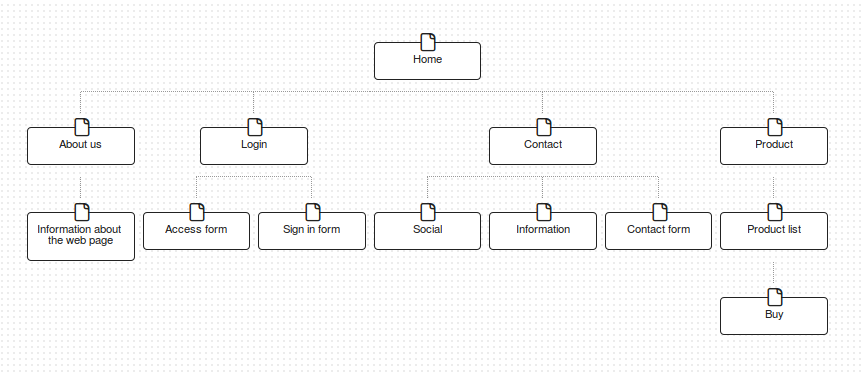 Home
About us
Login
Contact
Product
Information about
the web page
Access form
Sign in form
Social
Information
Contact form
Product list
Buy